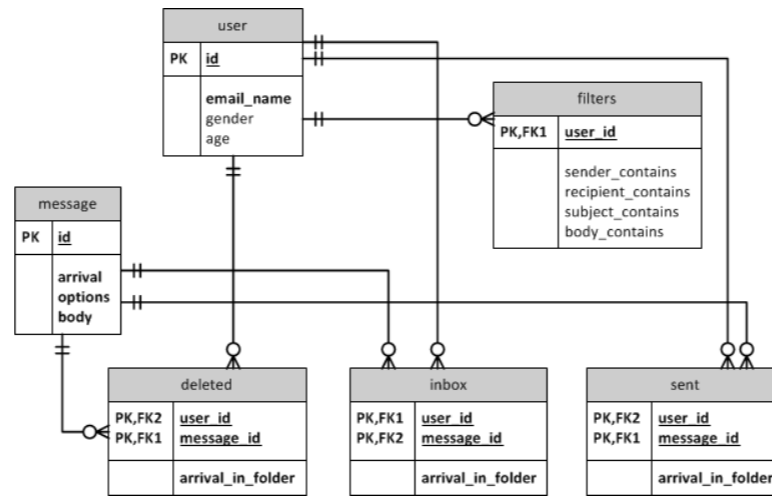 user
PK id
email_name
gender
age
filters
PK,FK1 user_id
sender_contains
recipient_contains
subject_contains
body_contains
message
PK id
arrival
options
body
deleted
PK,FK2 user_id
PK,FK1 message_id
arrival_in_folder
inbox
PK,FK1 user_id
PK,FK2 message_id
arrival_in_folder
sent
PK,FK2 user_id
PK,FK1 message_id
arrival_in_folder